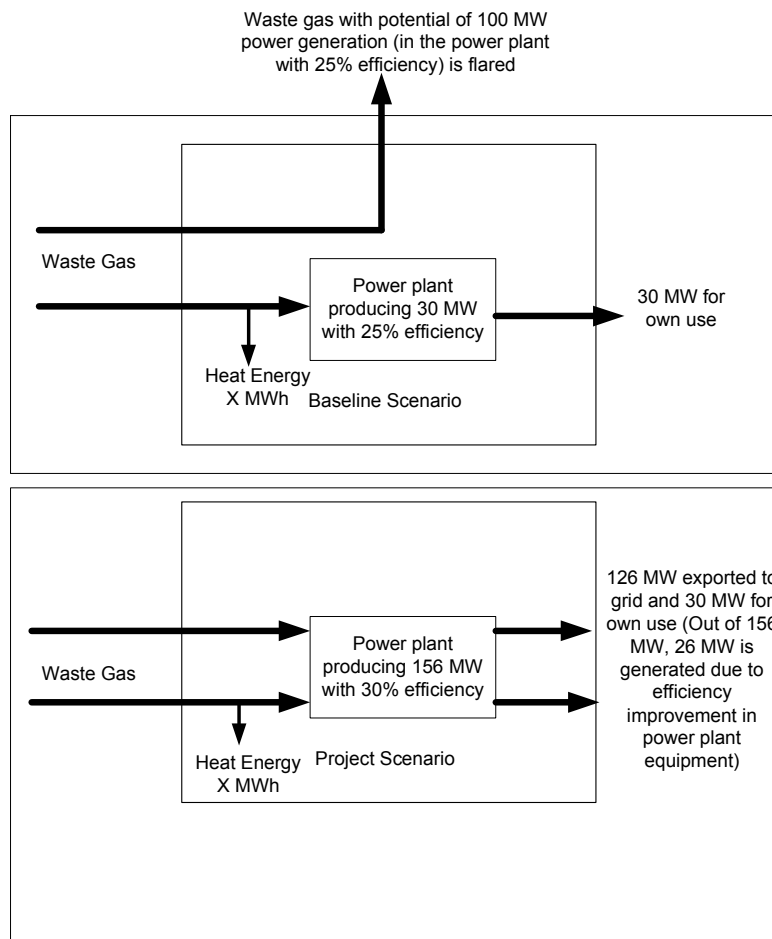 Waste gas with potential of 100 MW
power generation (in the power plant
with 25% efficiency) is flared
Waste Gas
Power plant
producing 30 MW
with 25% efficiency
30 MW for
own use
Heat Energy
X MWh
Baseline Scenario
126 MW exported to
grid and 30 MW for
own use (Out of 156
MW, 26 MW is
generated due to
efficiency
improvement in
power plant
equipment)
Power plant
producing 156 MW
with 30% efficiency
Waste Gas
Heat Energy
X MWh
Project Scenario